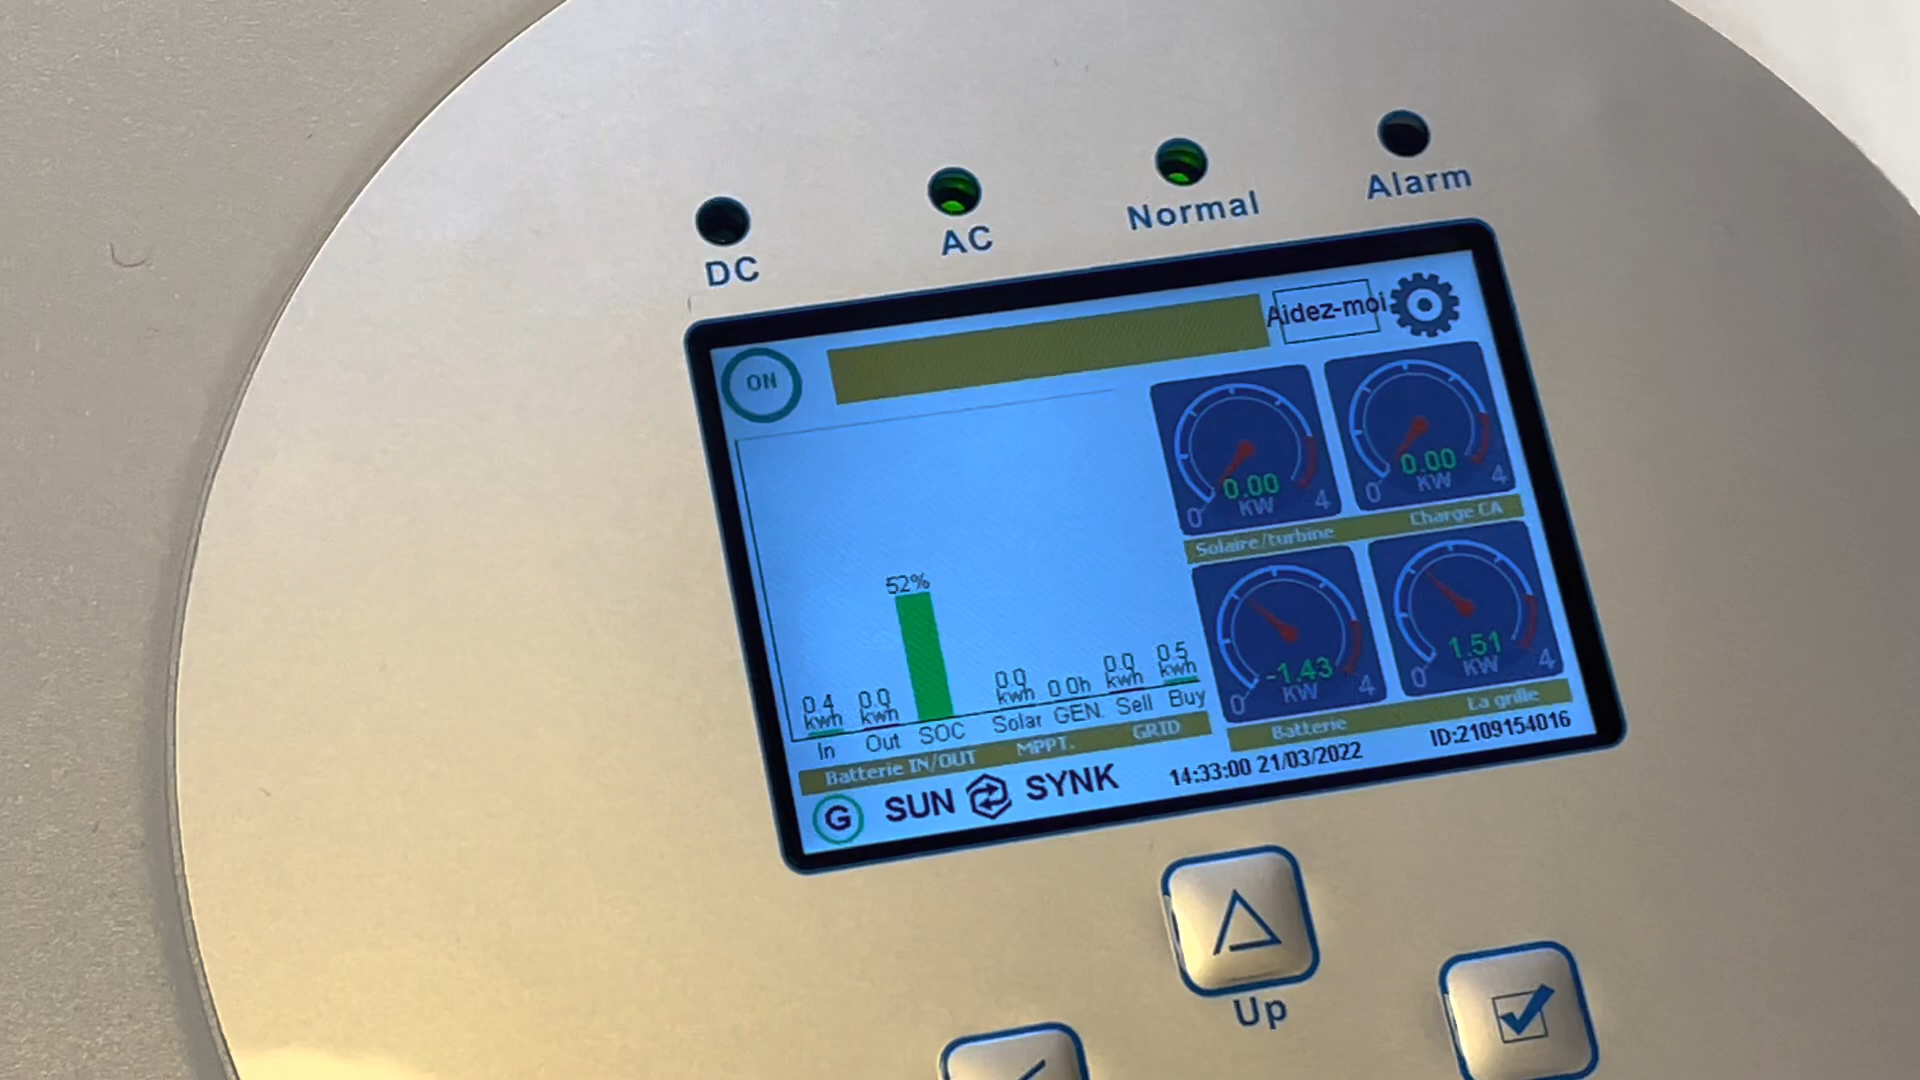 DC
AC
Normal
Alarm
ON
Aidez-moi
0.00
KW
0
4
0.00
KW
0
4
Solaire/turbine
Charge CA
52%
0.4
kwh
0.0
kwh
0.0
kwh
0.0h
0.0
kwh
0.5
kwh
In
Out
SOC
Solar
GEN.
Sell
Buy
Batterie IN/OUT
MPPT.
GRID
-1.43
KW
0
4
1.51
KW
0
4
Batterie
La grille
G
SUN SYNK
14:33:00 21/03/2022
ID:2109154016
Up